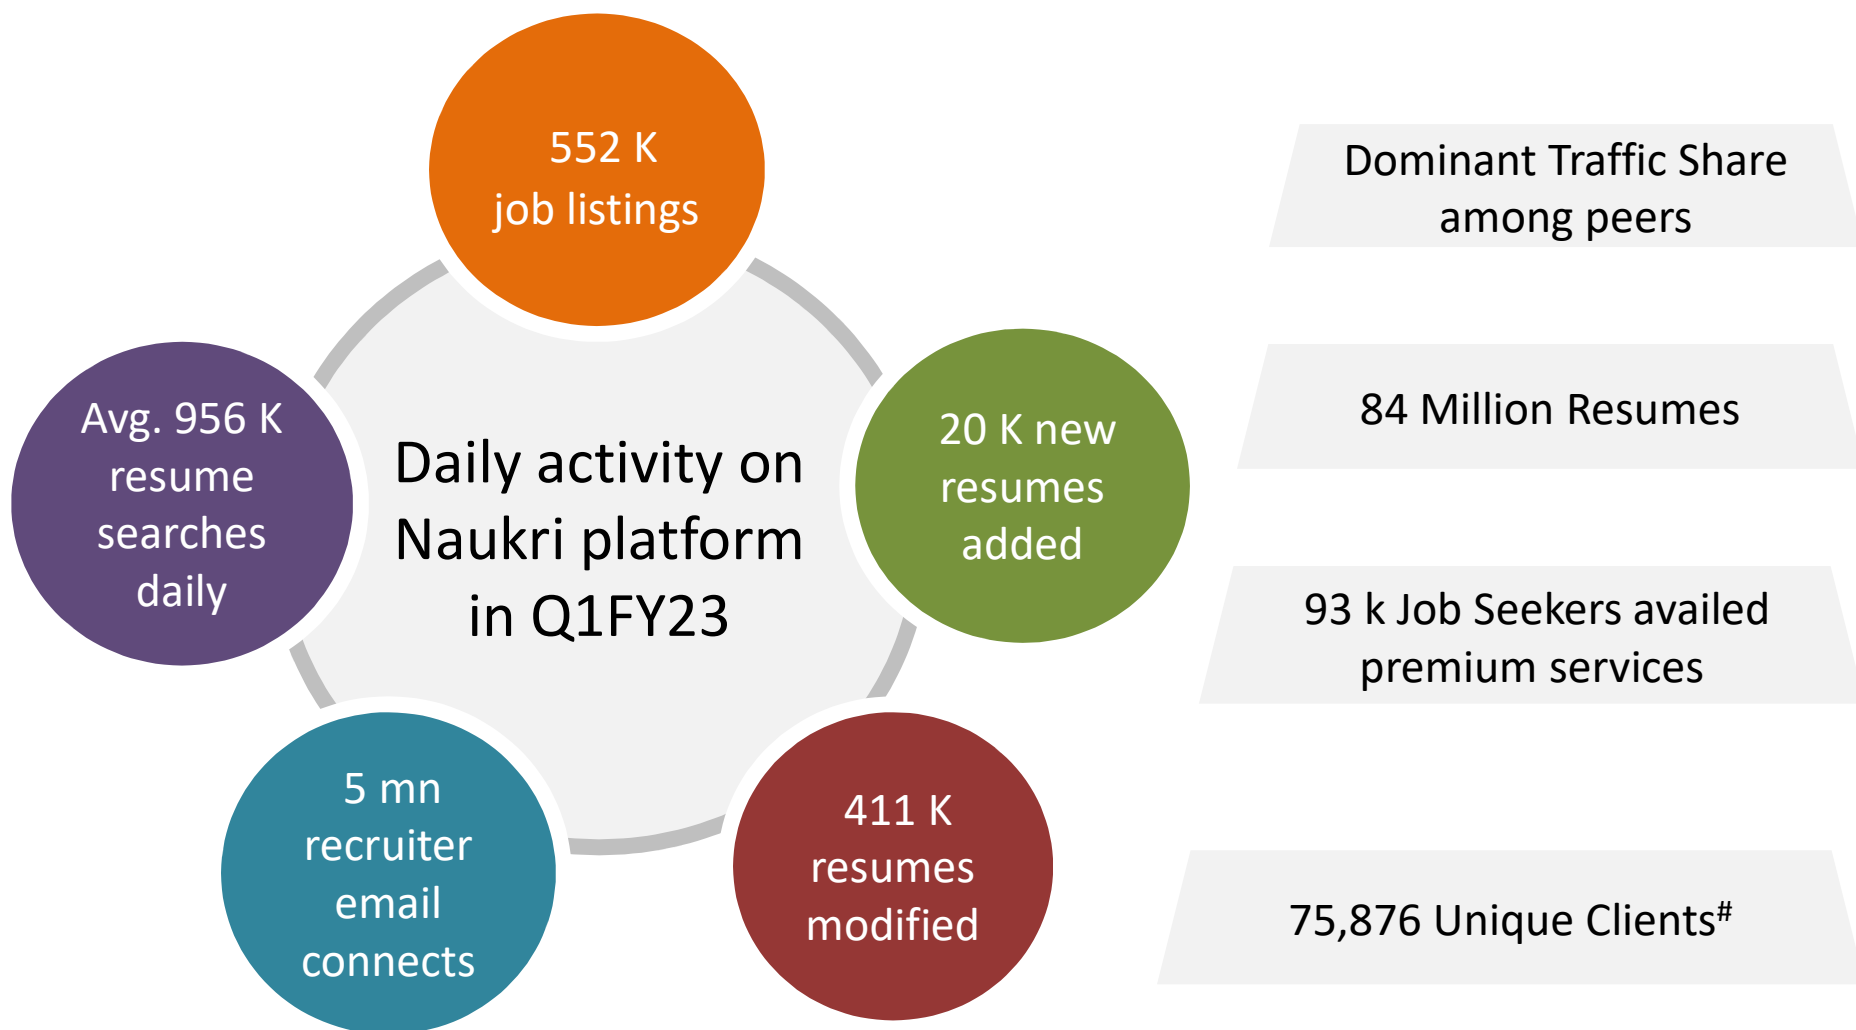 552 K
job listings
Avg. 956 K
resume
searches
daily
Daily activity on
Naukri platform
in Q1FY23
20 K new
resumes
added
5 mn
recruiter
email
connects
411 K
resumes
modified
Dominant Traffic Share
among peers
84 Million Resumes
93 k Job Seekers availed
premium services
75,876 Unique Clients#